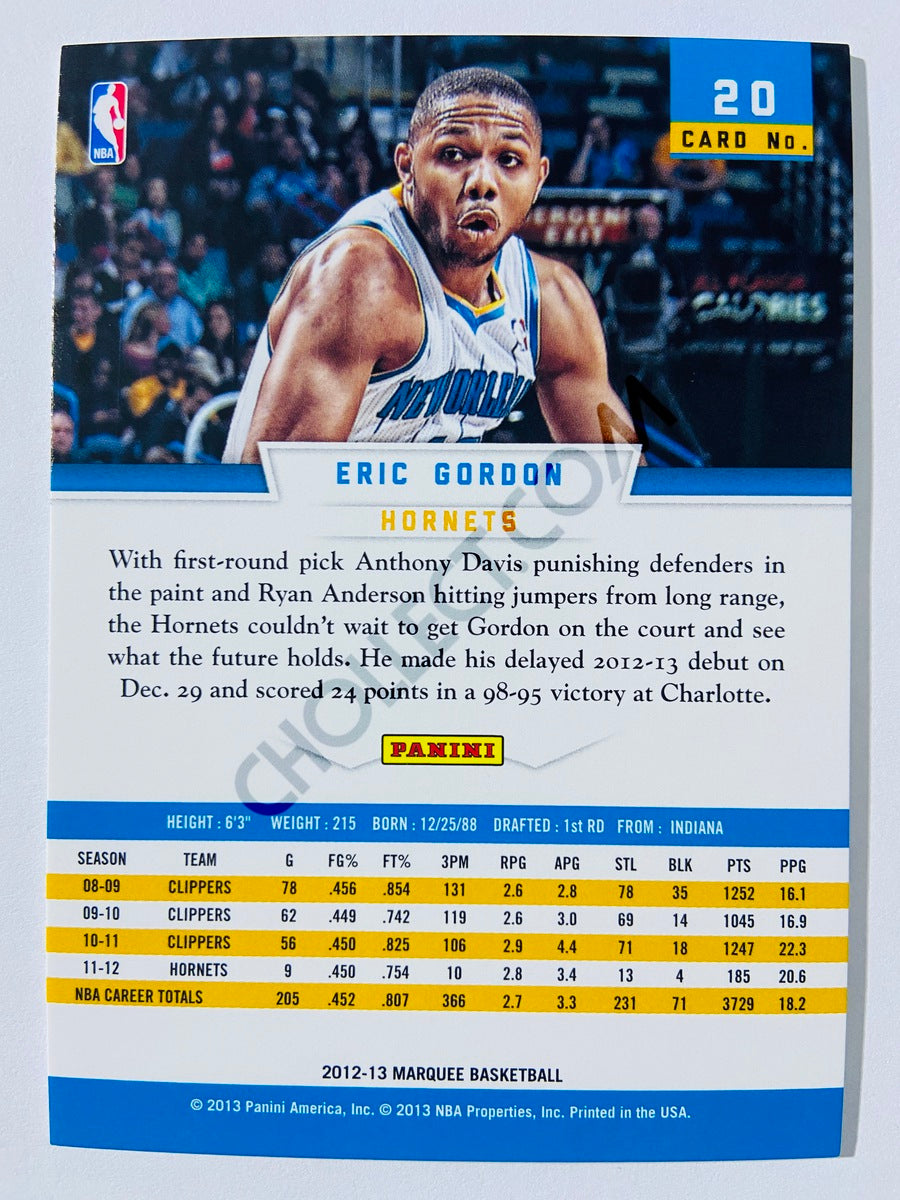 20
CARD No.
NBA
EMERGENCY
EXIT
CALORIES
NEW ORLEA
ERIC GORDON
HORNETS
With first-round pick Anthony Davis punishing defenders in
the paint and Ryan Anderson hitting jumpers from long range,
the Hornets couldn't wait to get Gordon on the court and see
what the future holds. He made his delayed 2012-13 debut on
Dec. 29 and scored 24 points in a 98-95 victory at Charlotte.
CHOLLECT.COM
PANINI
HEIGHT : 6'3" WEIGHT : 215 BORN : 12/25/88 DRAFTED : 1st RD FROM : INDIANA
SEASON TEAM G FG% FT% 3PM RPG APG STL BLK PTS PPG
08-09 CLIPPERS 78 .456 .854 131 2.6 2.8 78 35 1252 16.1
09-10 CLIPPERS 62 .449 .742 119 2.6 3.0 69 14 1045 16.9
10-11 CLIPPERS 56 .450 .825 106 2.9 4.4 71 18 1247 22.3
11-12 HORNETS 9 .450 .754 10 2.8 3.4 13 4 185 20.6
NBA CAREER TOTALS 205 .452 .807 366 2.7 3.3 231 71 3729 18.2
2012-13 MARQUEE BASKETBALL
© 2013 Panini America, Inc. © 2013 NBA Properties, Inc. Printed in the USA.